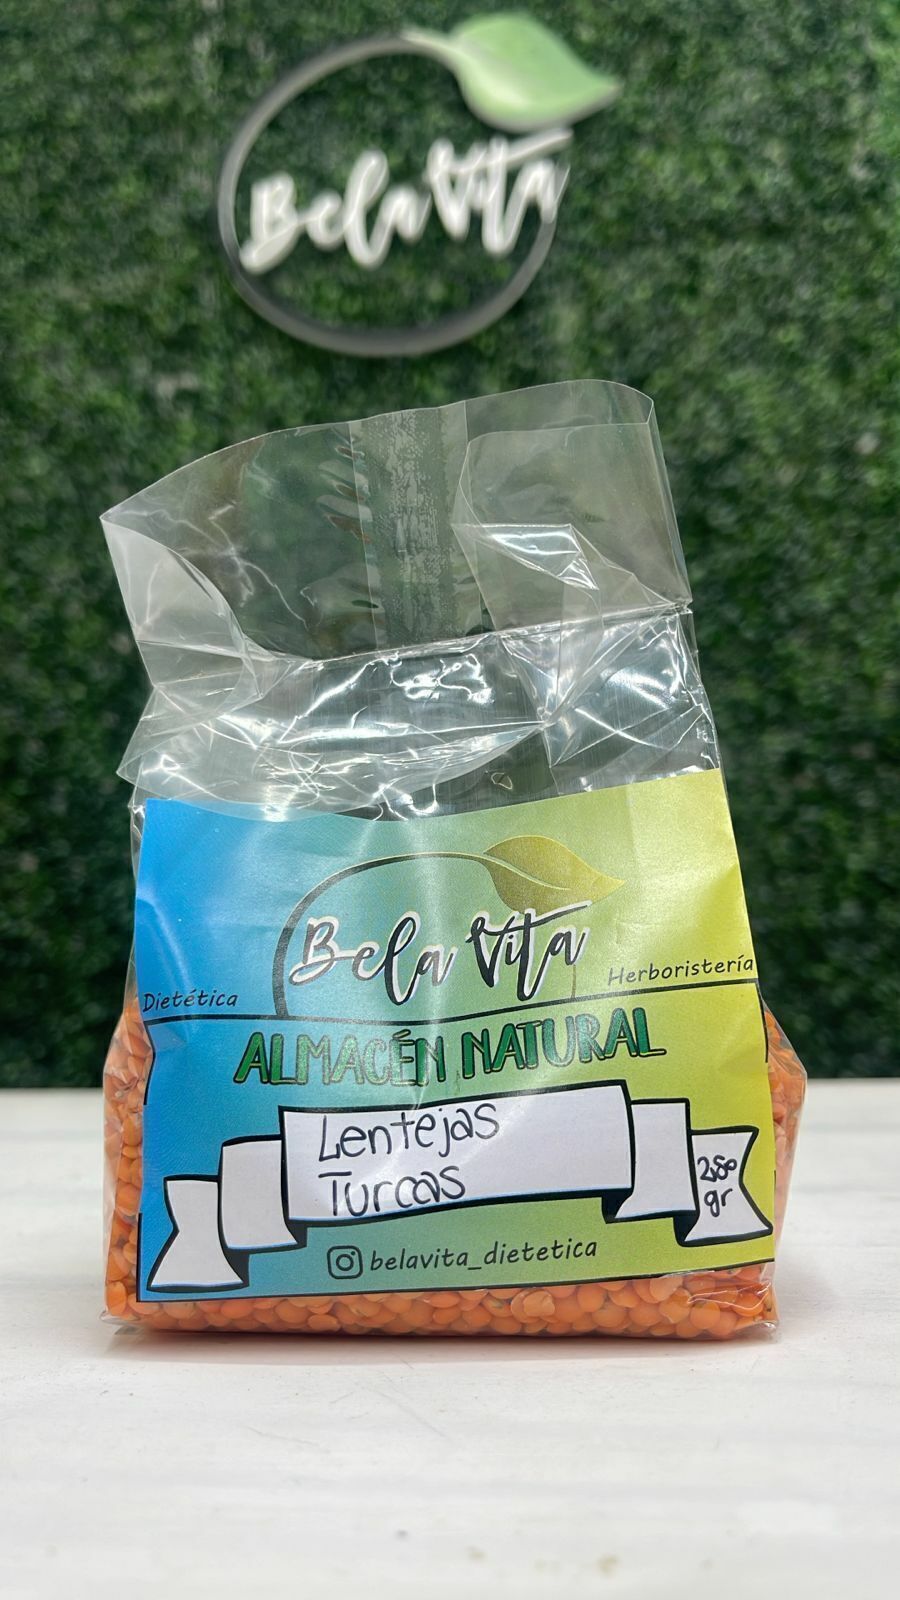 Bela Vita
Bela Vita
Dietética
Herboristería
ALMACÉN NATURAL
Lentejas
Turcas
250
gr
belavita_dietetica